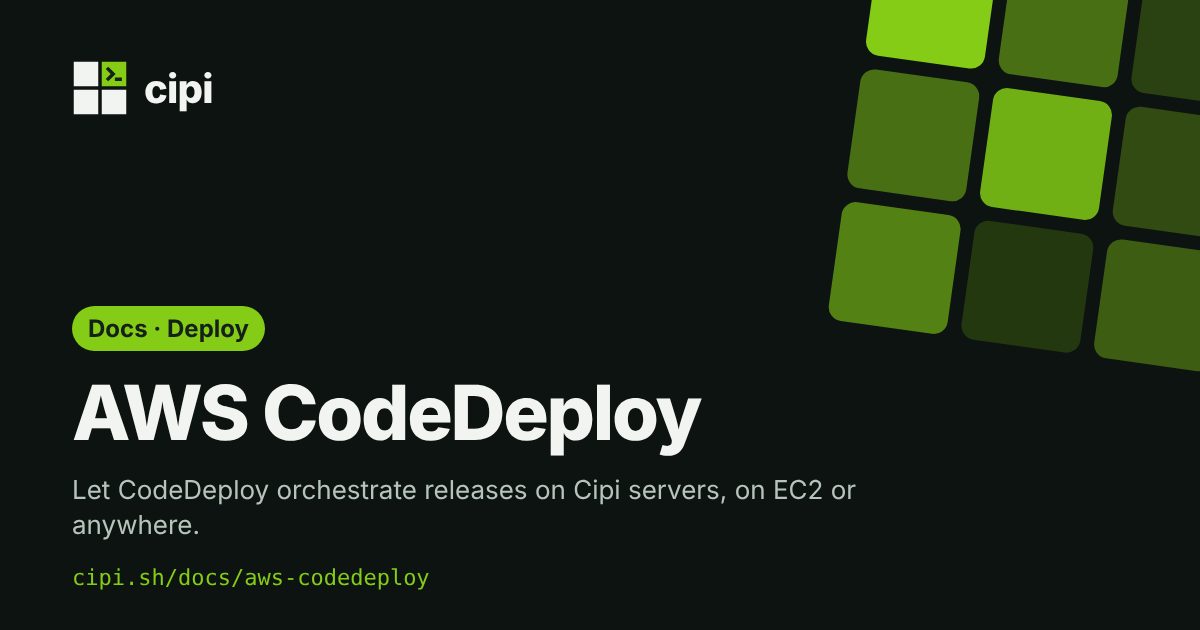 cipi
Docs · Deploy
AWS CodeDeploy
Let CodeDeploy orchestrate releases on Cipi servers, on EC2 or
anywhere.
cipi.sh/docs/aws-codedeploy